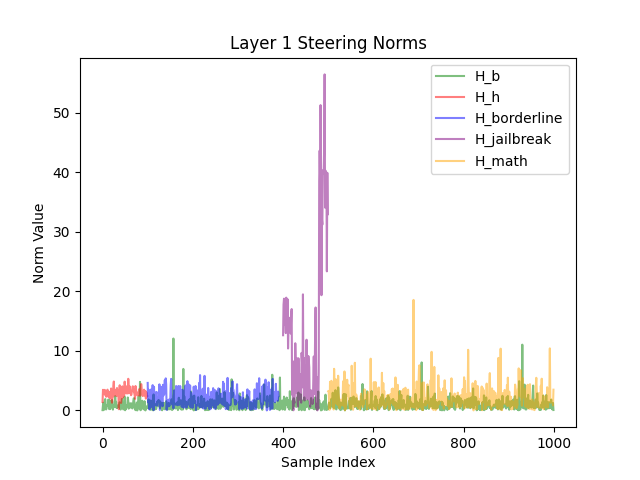 Layer 1 Steering Norms
H_b
H_h
H_borderline
H_jailbreak
H_math
Norm Value
50
40
30
20
10
0
0
200
400
600
800
1000
Sample Index